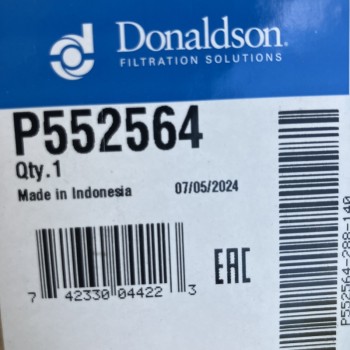 Donaldson.
FILTRATION SOLUTIONS
P552564
Qty.1
Made in Indonesia 07/05/2024
7 42330 04422 3
EAC
P552564-288-140